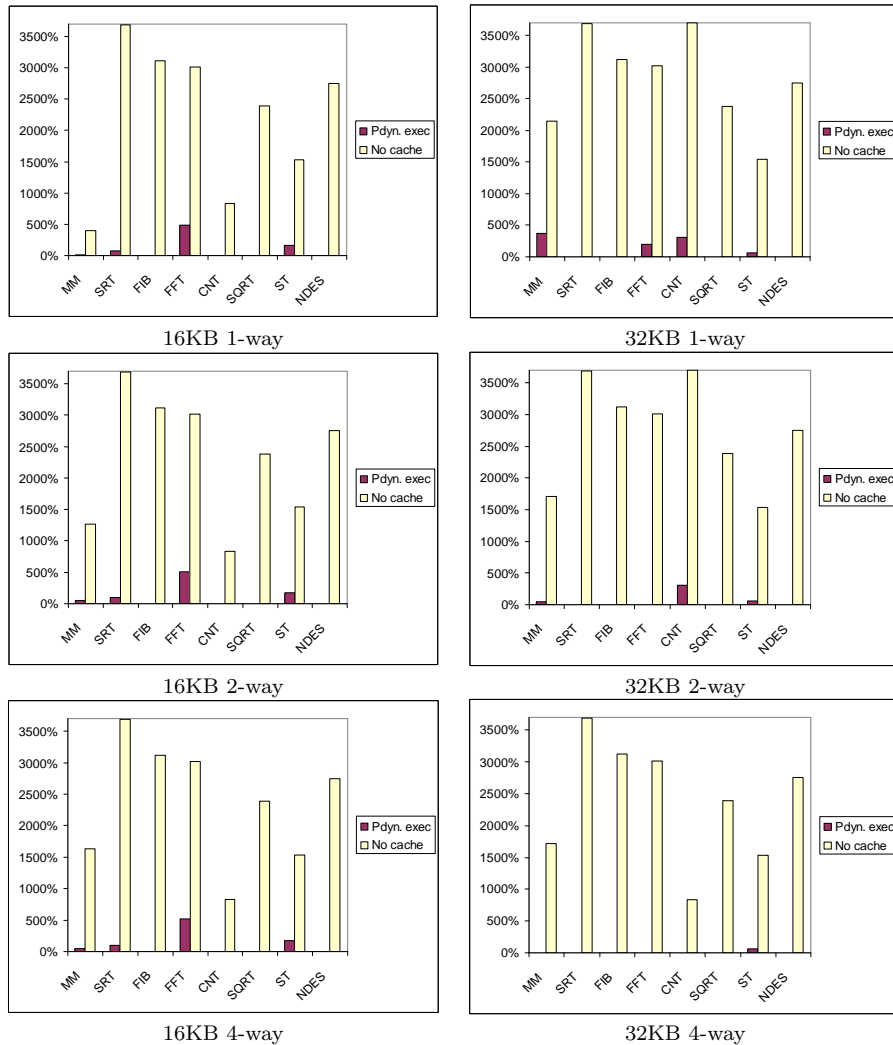 3500%
3000%
2500%
2000%
1500%
1000%
500%
0%
MM
SRT
FIB
FFT
CNT
SQRT
ST
NDES
Pdyn. exec
No cache
16KB 1-way
3500%
3000%
2500%
2000%
1500%
1000%
500%
0%
MM
SRT
FIB
FFT
CNT
SQRT
ST
NDES
Pdyn. exec
No cache
32KB 1-way
3500%
3000%
2500%
2000%
1500%
1000%
500%
0%
MM
SRT
FIB
FFT
CNT
SQRT
ST
NDES
Pdyn. exec
No cache
16KB 2-way
3500%
3000%
2500%
2000%
1500%
1000%
500%
0%
MM
SRT
FIB
FFT
CNT
SQRT
ST
NDES
Pdyn. exec
No cache
32KB 2-way
3500%
3000%
2500%
2000%
1500%
1000%
500%
0%
MM
SRT
FIB
FFT
CNT
SQRT
ST
NDES
Pdyn. exec
No cache
16KB 4-way
3500%
3000%
2500%
2000%
1500%
1000%
500%
0%
MM
SRT
FIB
FFT
CNT
SQRT
ST
NDES
Pdyn. exec
No cache
32KB 4-way